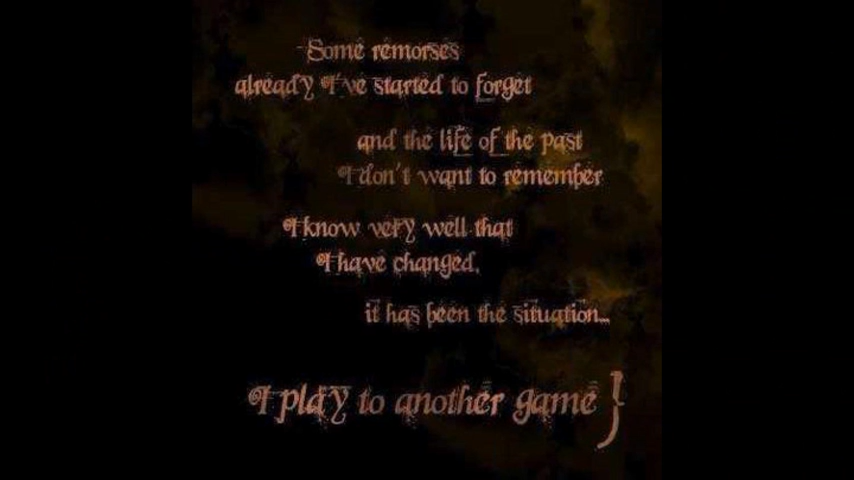 Some remorses
already I've started to forget
and the life of the past
I don't want to remember
I know very well that
I have changed,
it has been the situation...
I play to another game }